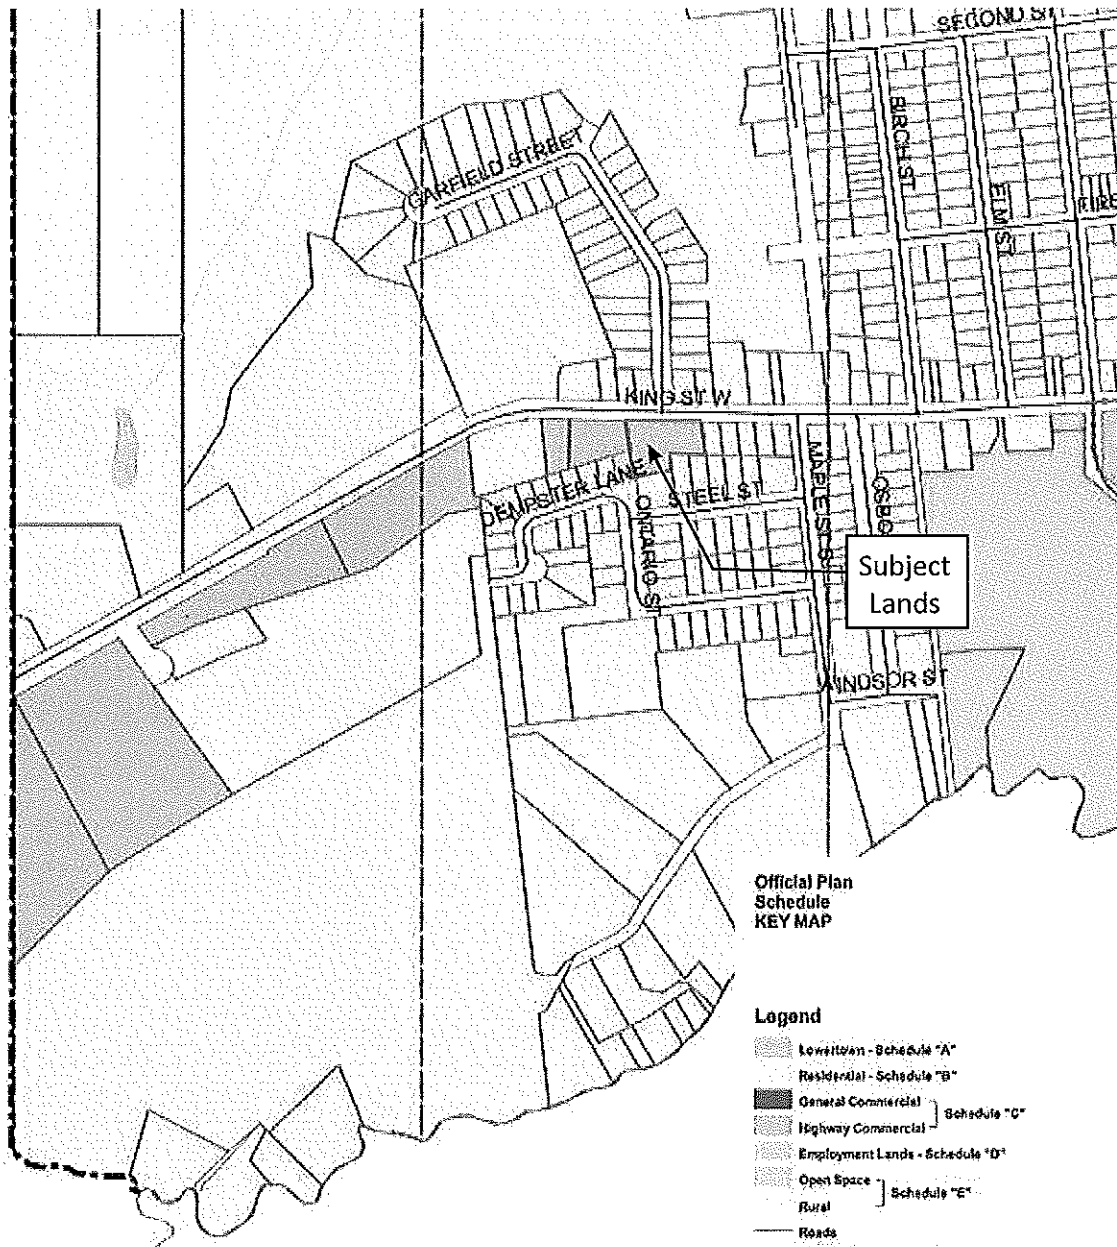 SECOND ST
BIRCH ST
GARFIELD STREET
ELM ST
KING ST W
DEMPSTER LANE
STEEL ST
MAPLE ST S
ONTARIO ST
Subject
Lands
WINDSOR ST
Official Plan
Schedule
KEY MAP
Legend
Lowertown - Schedule "A"
Residential - Schedule "B"
General Commercial
Schedule "C"
Highway Commercial
Employment Lands - Schedule "D"
Open Space
Schedule "E"
Rural
Roads